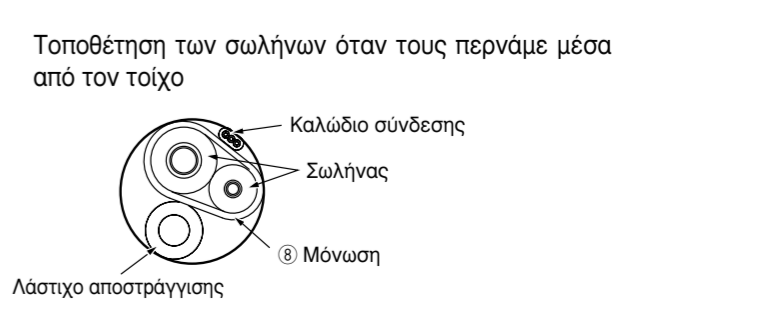 Τοποθέτηση των σωλήνων όταν τους περνάμε μέσα
από τον τοίχο
Καλώδιο σύνδεσης
Σωλήνας
⑧ Μόνωση
Λάστιχο αποστράγγισης